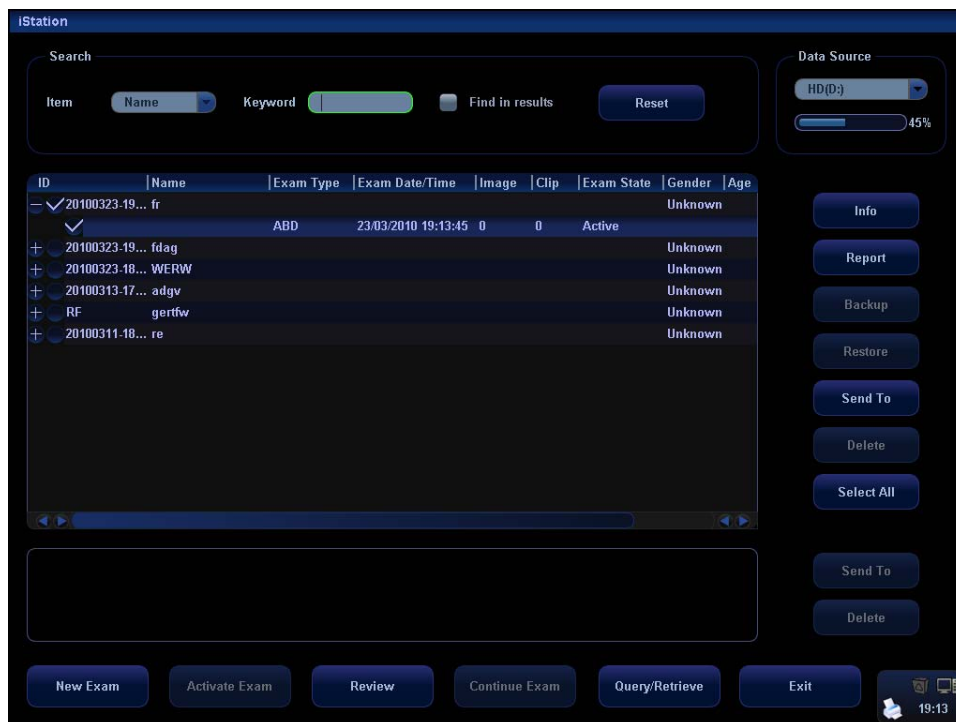 iStation
Search
Data Source
Item Name Keyword Find in results Reset
HD(D:)
45%
ID Name Exam Type Exam Date/Time Image Clip Exam State Gender Age
20100323-19... fr Unknown
ABD 23/03/2010 19:13:45 0 0 Active
20100323-19... fdag Unknown
20100323-18... WERW Unknown
20100313-17... adgv Unknown
RF gertfw Unknown
20100311-18... re Unknown
Info
Report
Backup
Restore
Send To
Delete
Select All
Send To
Delete
New Exam Activate Exam Review Continue Exam Query/Retrieve Exit
19:13